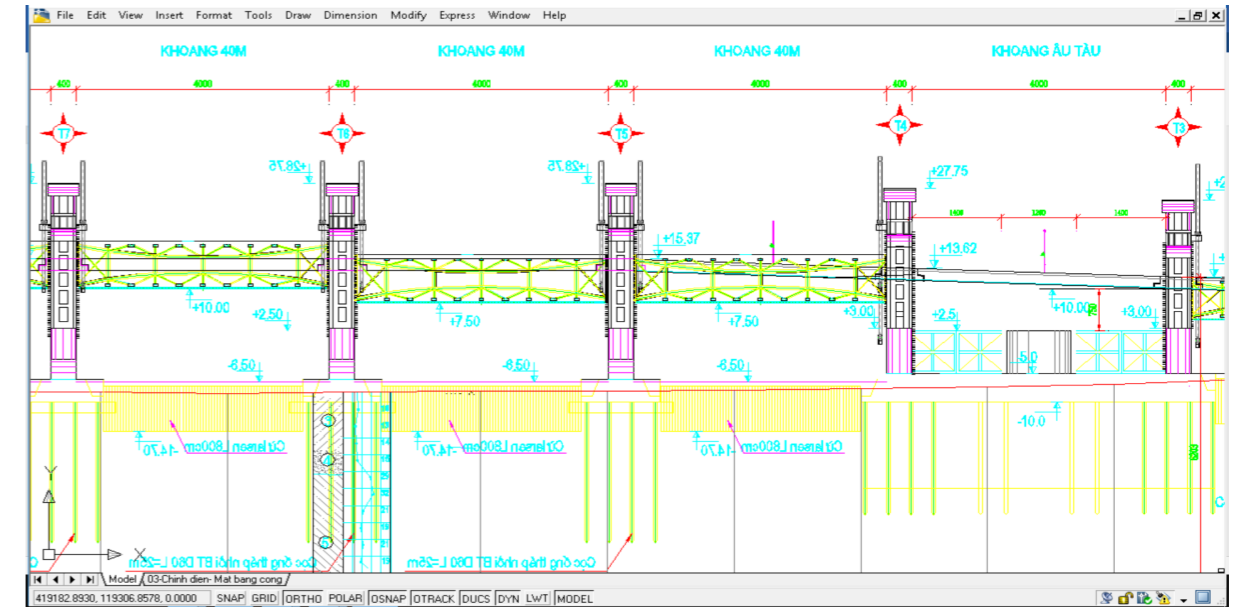 File Edit View Insert Format Tools Draw Dimension Modify Express Window Help
KHOANG 40M KHOANG 40M KHOANG 40M KHOANG ÂU TÀU
400 4000 400 4000 400 4000 400 4000 400
T7 T6 T5 T4 T3
+28.75 +28.75 +27.75
1400 1200 1400
+15.37 +13.62
+10.00 +2.50 +7.50 +7.50 +3.00 +2.5 +10.00 +3.00
-6.50 -6.50 -6.50 -5.0
-10.0
-14.70 Cừ larsen L800cm -14.70 Cừ larsen L800cm -14.70 Cừ larsen L800cm
Y
Cọc ống thép nhồi BT D60 L=25m Cọc ống thép nhồi BT D60 L=25m
X
Model 03-Chinh dien- Mat bang cong
419182.8930, 119306.8578, 0.0000 SNAP GRID ORTHO POLAR OSNAP OTRACK DUCS DYN LWT MODEL